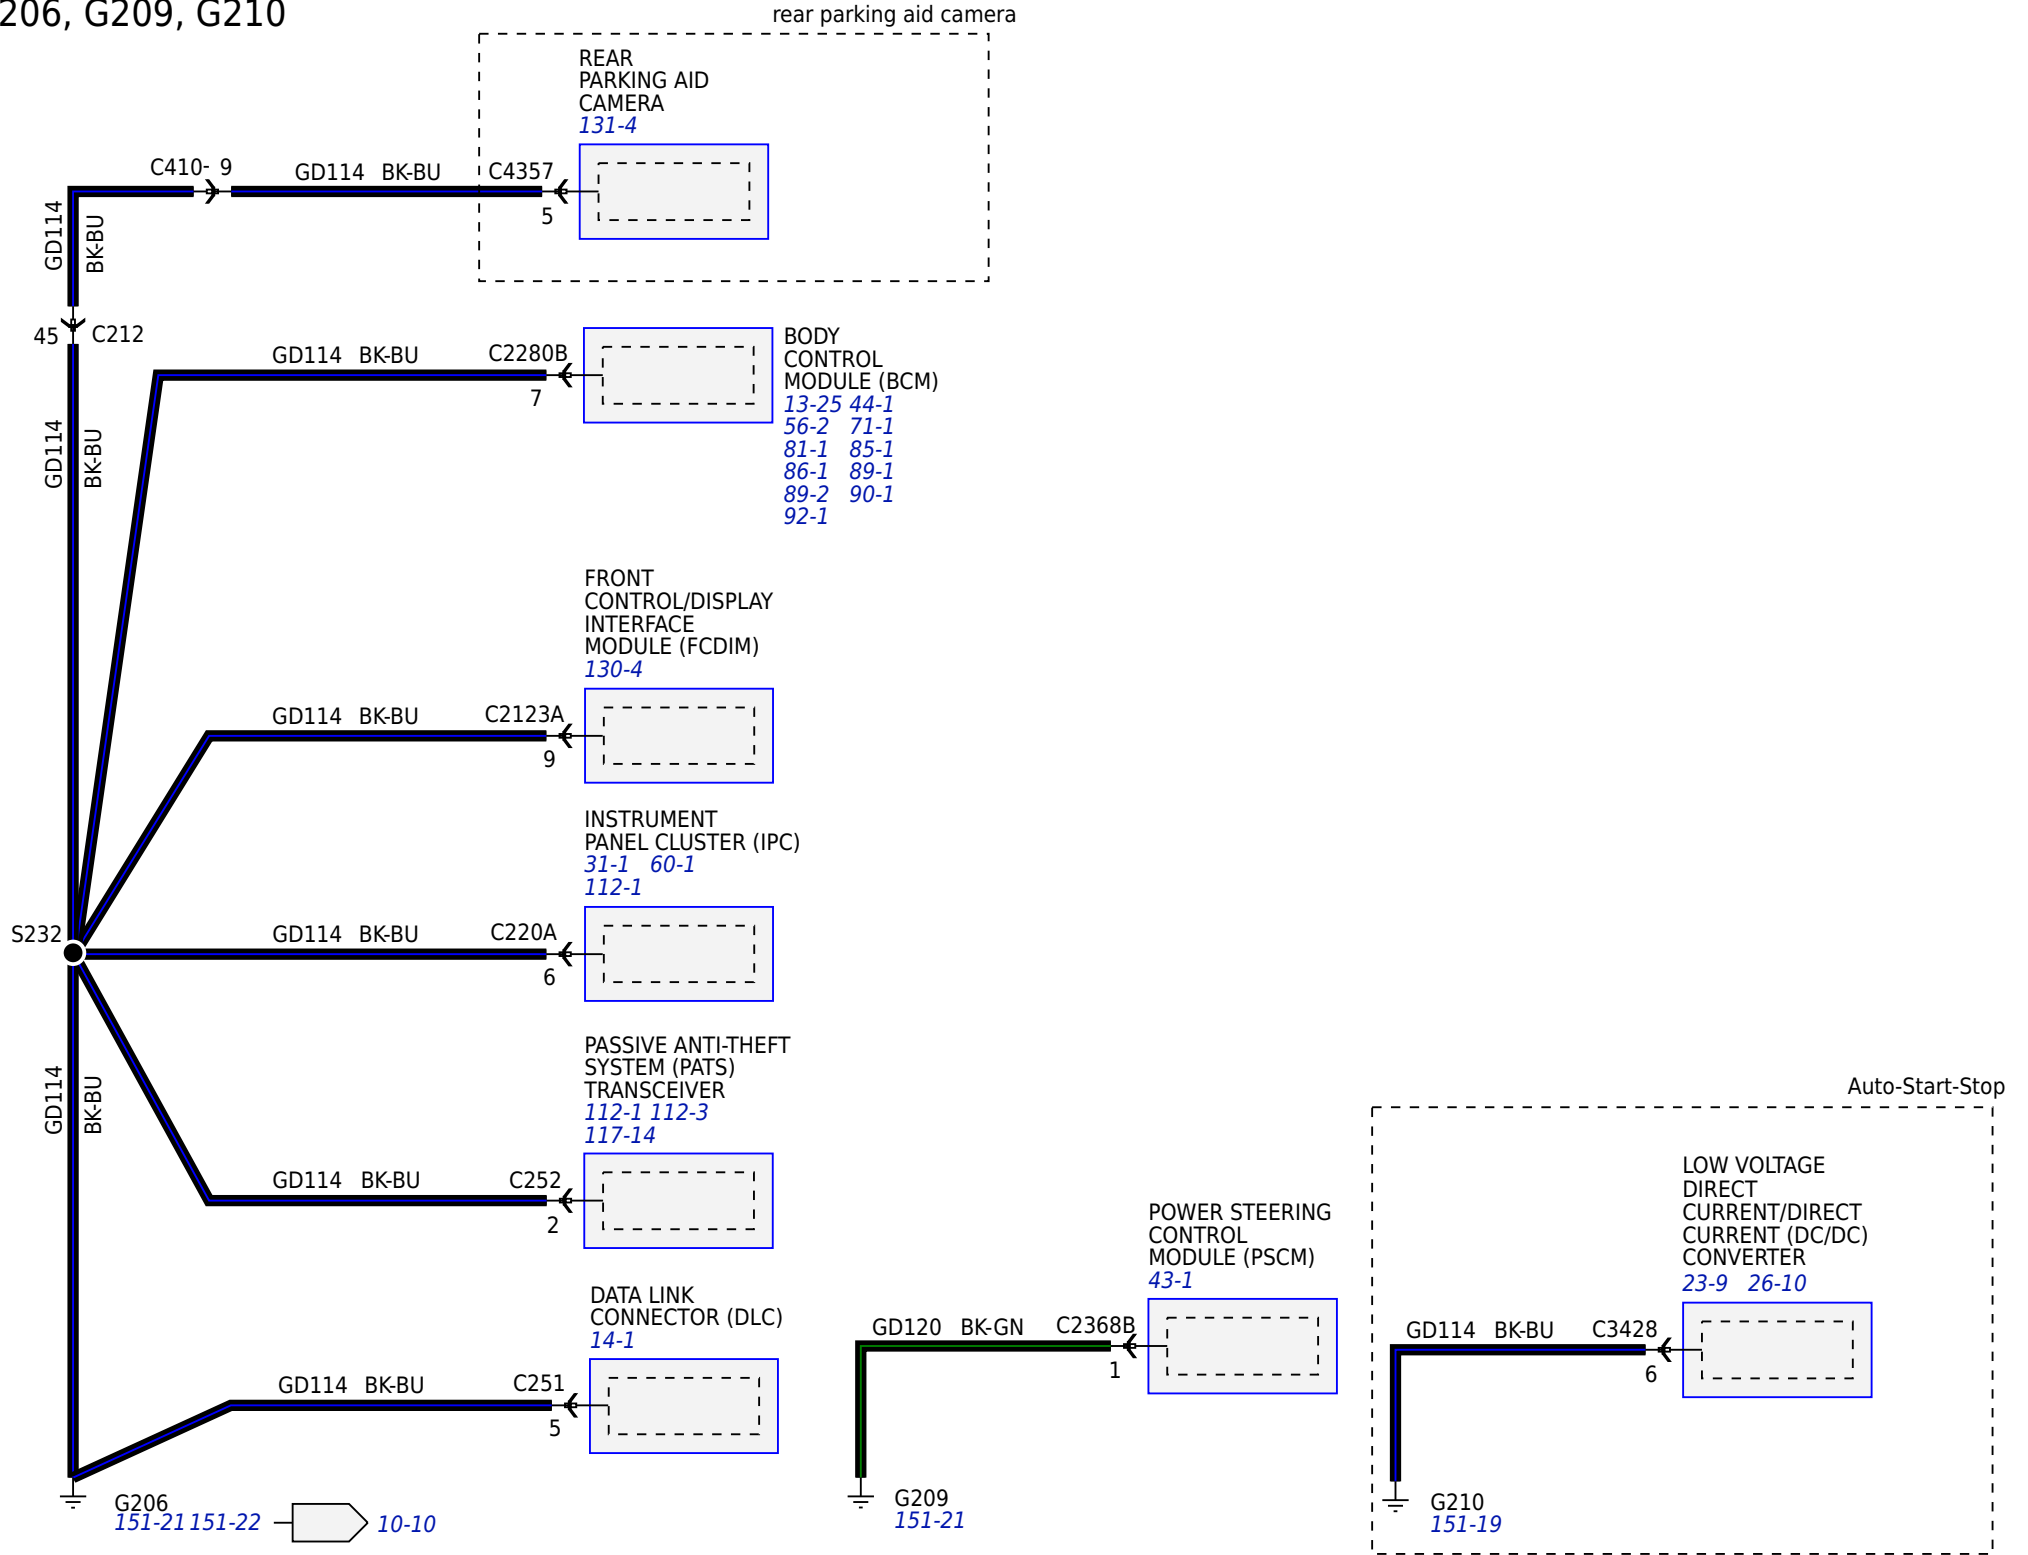 206, G209, G210
rear parking aid camera
REAR
PARKING AID
CAMERA
131-4
C410- 9
GD114 BK-BU
C4357
5
GD114
BK-BU
45
C212
GD114
BK-BU
GD114 BK-BU
C2280B
7
BODY
CONTROL
MODULE (BCM)
13-25 44-1
56-2 71-1
81-1 85-1
86-1 89-1
89-2 90-1
92-1
FRONT
CONTROL/DISPLAY
INTERFACE
MODULE (FCDIM)
130-4
GD114 BK-BU
C2123A
9
INSTRUMENT
PANEL CLUSTER (IPC)
31-1 60-1
112-1
S232
GD114 BK-BU
C220A
6
GD114
BK-BU
PASSIVE ANTI-THEFT
SYSTEM (PATS)
TRANSCEIVER
112-1 112-3
117-14
GD114 BK-BU
C252
2
DATA LINK
CONNECTOR (DLC)
14-1
GD114 BK-BU
C251
5
G206
151-21 151-22
10-10
POWER STEERING
CONTROL
MODULE (PSCM)
43-1
GD120 BK-GN
C2368B
1
G209
151-21
Auto-Start-Stop
LOW VOLTAGE
DIRECT
CURRENT/DIRECT
CURRENT (DC/DC)
CONVERTER
23-9 26-10
GD114 BK-BU
C3428
6
G210
151-19